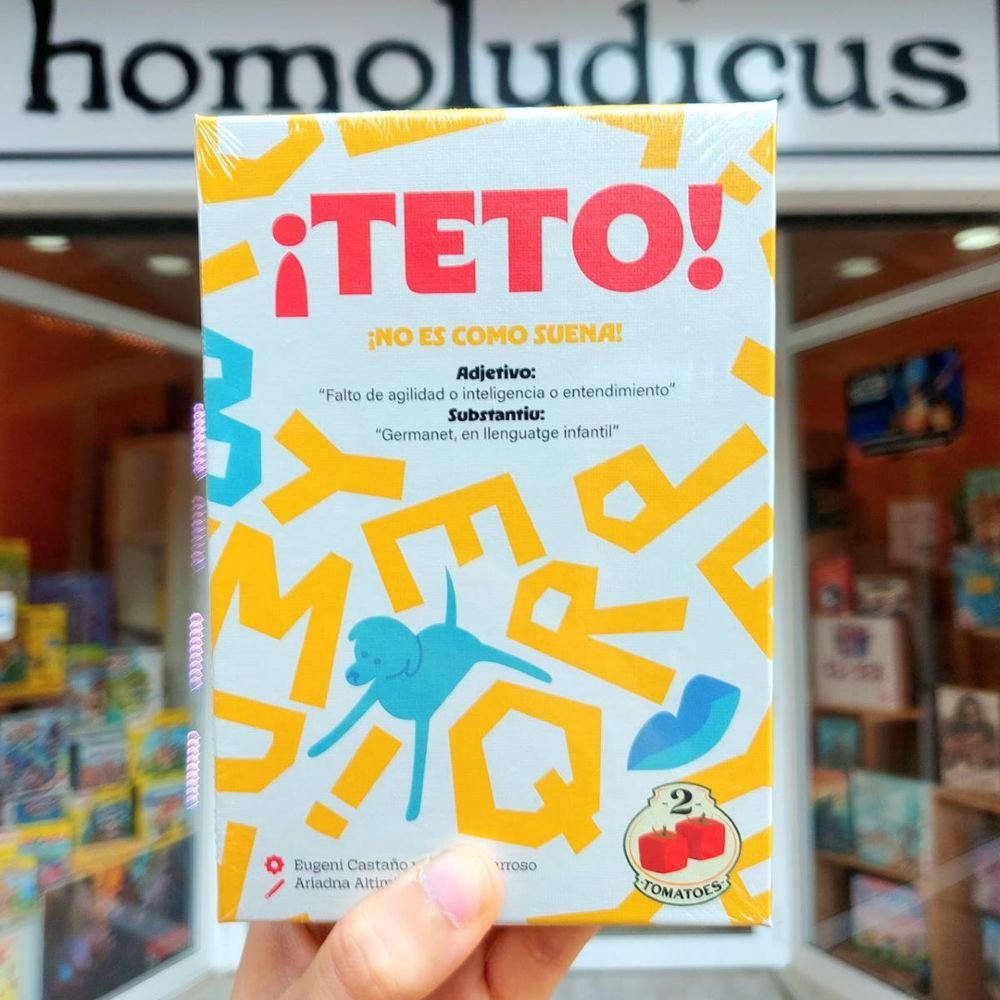 homoludicus
¡TETO!
¡NO ES COMO SUENA!
Adjetivo:
“Falto de agilidad o inteligencia o entendimiento”
Substantiu:
“Germanet, en llenguatge infantil”
Eugeni Castaño
Ariadna
2
TOMATOES